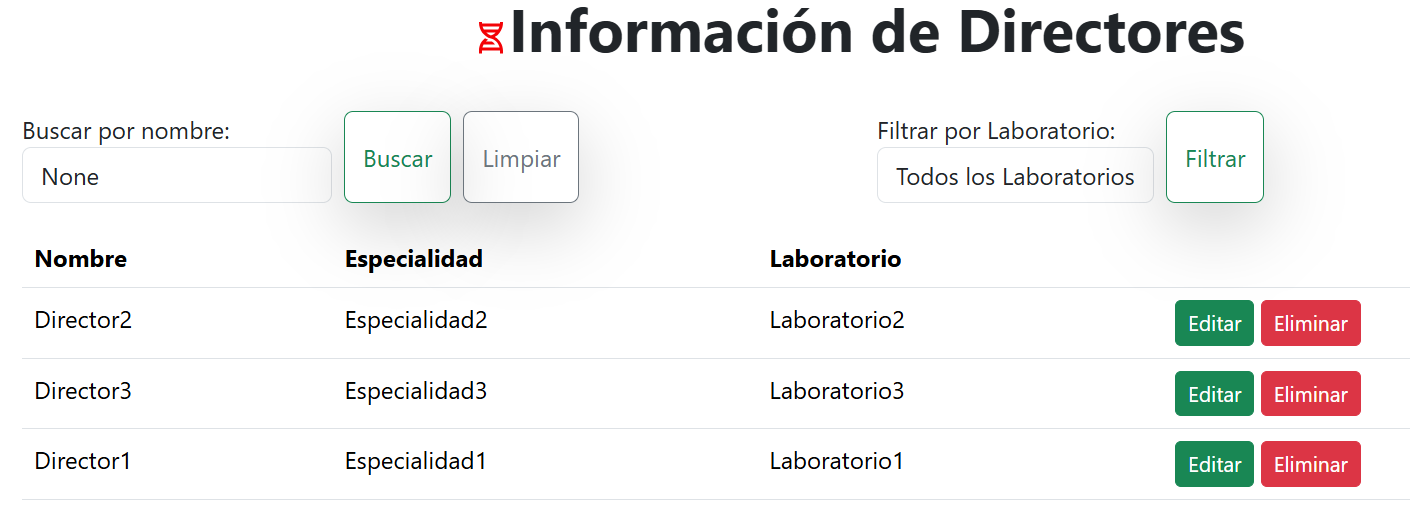 Información de Directores
Buscar por nombre:
None
Buscar
Limpiar
Filtrar por Laboratorio:
Todos los Laboratorios
Filtrar
Nombre Especialidad Laboratorio
Director2 Especialidad2 Laboratorio2 Editar Eliminar
Director3 Especialidad3 Laboratorio3 Editar Eliminar
Director1 Especialidad1 Laboratorio1 Editar Eliminar